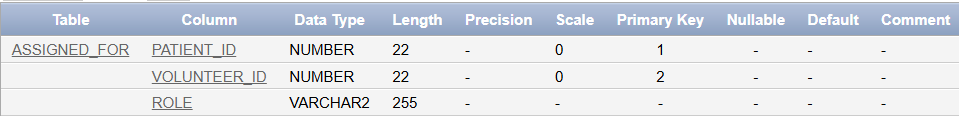 Table Column Data Type Length Precision Scale Primary Key Nullable Default Comment
ASSIGNED_FOR PATIENT_ID NUMBER 22 - 0 1 - - -
VOLUNTEER_ID NUMBER 22 - 0 2 - - -
ROLE VARCHAR2 255 - - - - - -